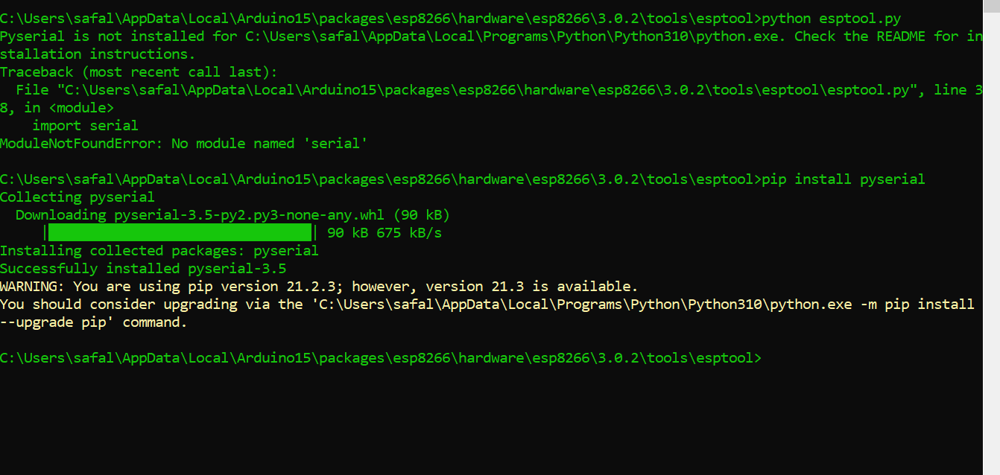 C:\Users\safal\AppData\Local\Arduino15\packages\esp8266\hardware\esp8266\3.0.2\tools\esptool>python esptool.py
Pyserial is not installed for C:\Users\safal\AppData\Local\Programs\Python\Python310\python.exe. Check the README for in
stallation instructions.
Traceback (most recent call last):
  File "C:\Users\safal\AppData\Local\Arduino15\packages\esp8266\hardware\esp8266\3.0.2\tools\esptool\esptool.py", line 3
8, in <module>
    import serial
ModuleNotFoundError: No module named 'serial'
C:\Users\safal\AppData\Local\Arduino15\packages\esp8266\hardware\esp8266\3.0.2\tools\esptool>pip install pyserial
Collecting pyserial
  Downloading pyserial-3.5-py2.py3-none-any.whl (90 kB)
     |████████████████████████████████| 90 kB 675 kB/s
Installing collected packages: pyserial
Successfully installed pyserial-3.5
WARNING: You are using pip version 21.2.3; however, version 21.3 is available.
You should consider upgrading via the 'C:\Users\safal\AppData\Local\Programs\Python\Python310\python.exe -m pip install
--upgrade pip' command.
C:\Users\safal\AppData\Local\Arduino15\packages\esp8266\hardware\esp8266\3.0.2\tools\esptool>